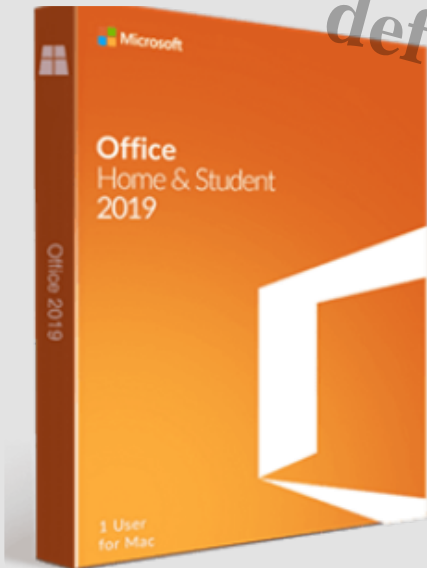 def
Microsoft
Office
Home & Student
2019
Office 2019
1 User
for Mac